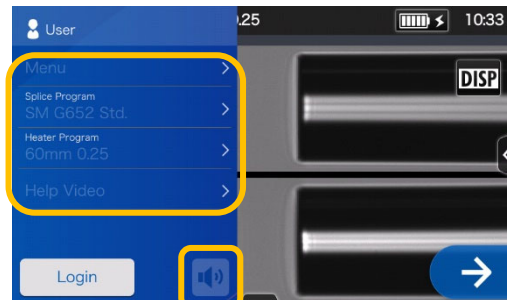 User
.25
10:33
Menu
DISP
Splice Program
SM G652 Std.
Heater Program
60mm 0.25
Help Video
Login